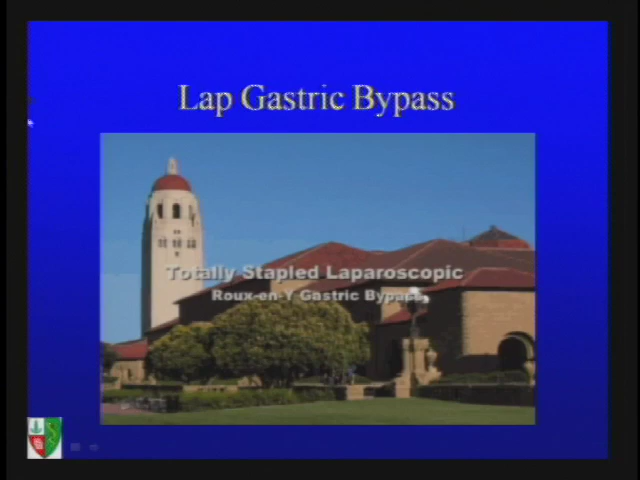 Lap Gastric Bypass
Totally Stapled Laparoscopic
Roux-en-Y Gastric Bypass